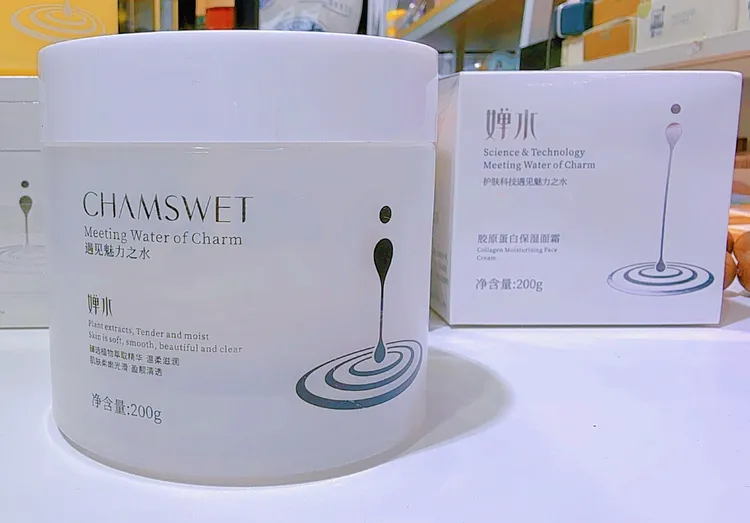 CHAMSWET
Meeting Water of Charm
遇见魅力之水
婵水
Plant extracts, Tender and moist
Skin is soft, smooth, beautiful and clear
臻选植物萃取精华 温柔滋润
肌肤柔嫩光滑 盈靓清透
净含量:200g
婵水
Science & Technology
Meeting Water of Charm
护肤科技遇见魅力之水
胶原蛋白保湿面霜
Collagen Moisturizing Face
Cream
净含量:200g